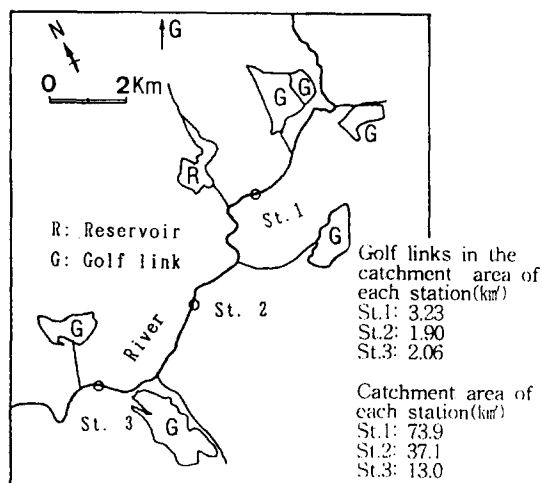 N
G
0 2 Km
G
G
G
R
St. 1
R: Reservoir
G: Golf link
G
Golf links in the
catchment area of
each station(k㎡)
St.1: 3.23
St.2: 1.90
St.3: 2.06
St. 2
River
G
St. 3
G
Catchment area of
each station(k㎡)
St.1: 73.9
St.2: 37.1
St.3: 13.0